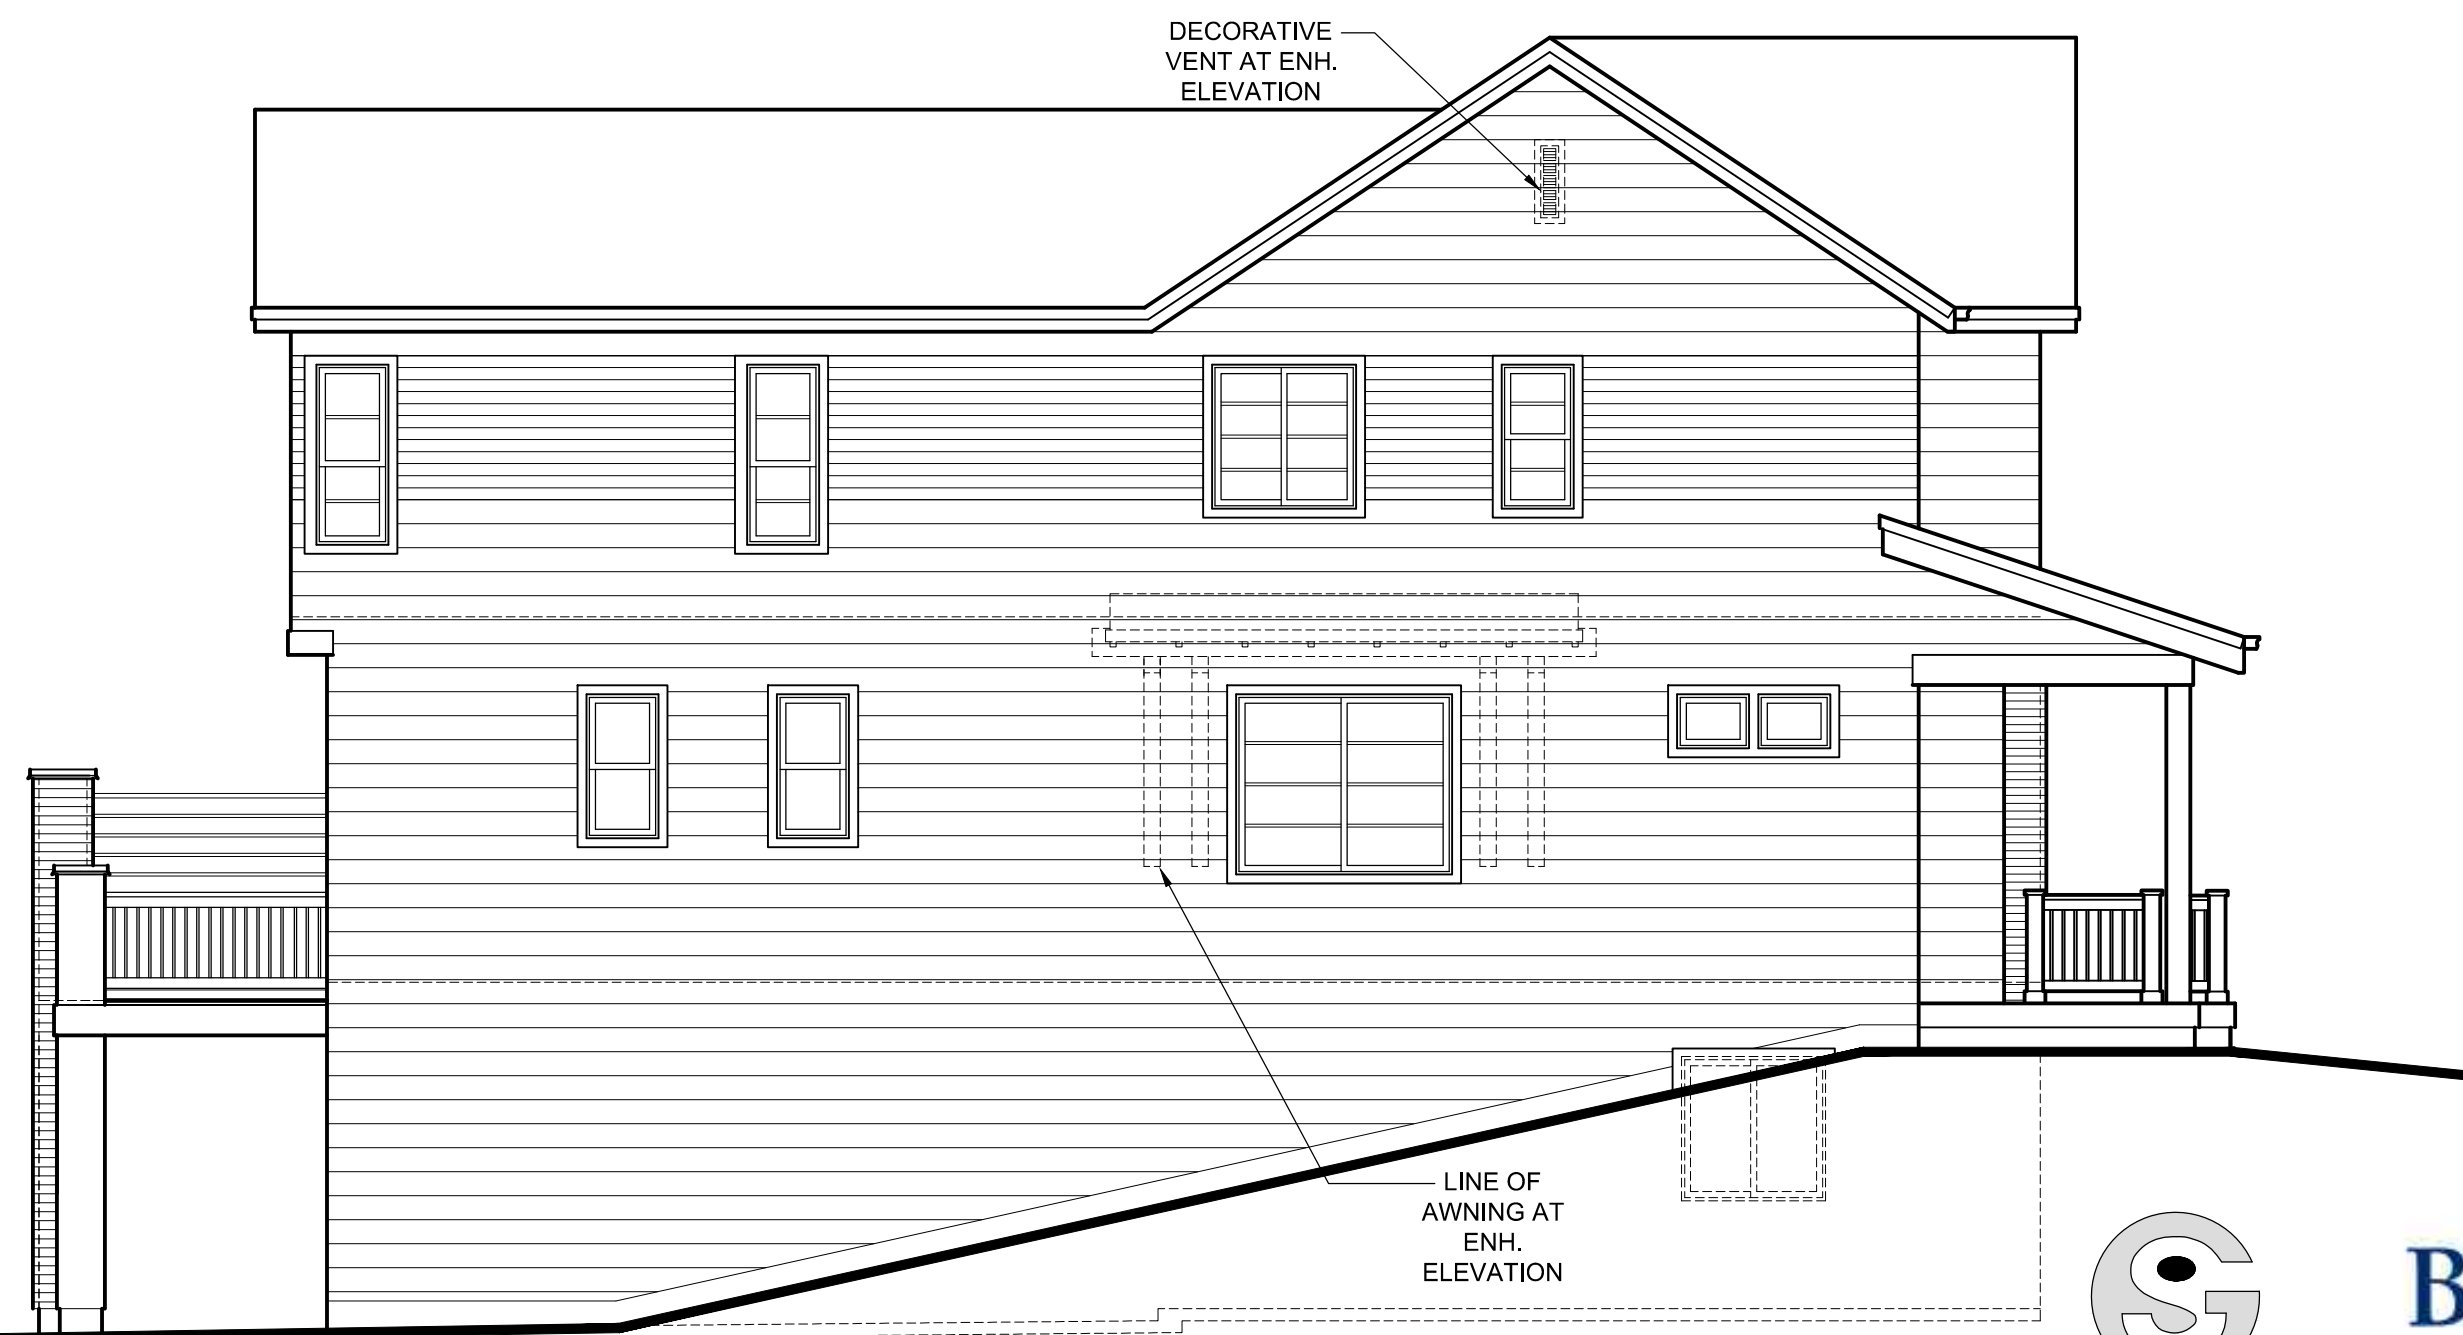 DECORATIVE
VENT AT ENH.
ELEVATION
LINE OF
AWNING AT
ENH.
ELEVATION
B